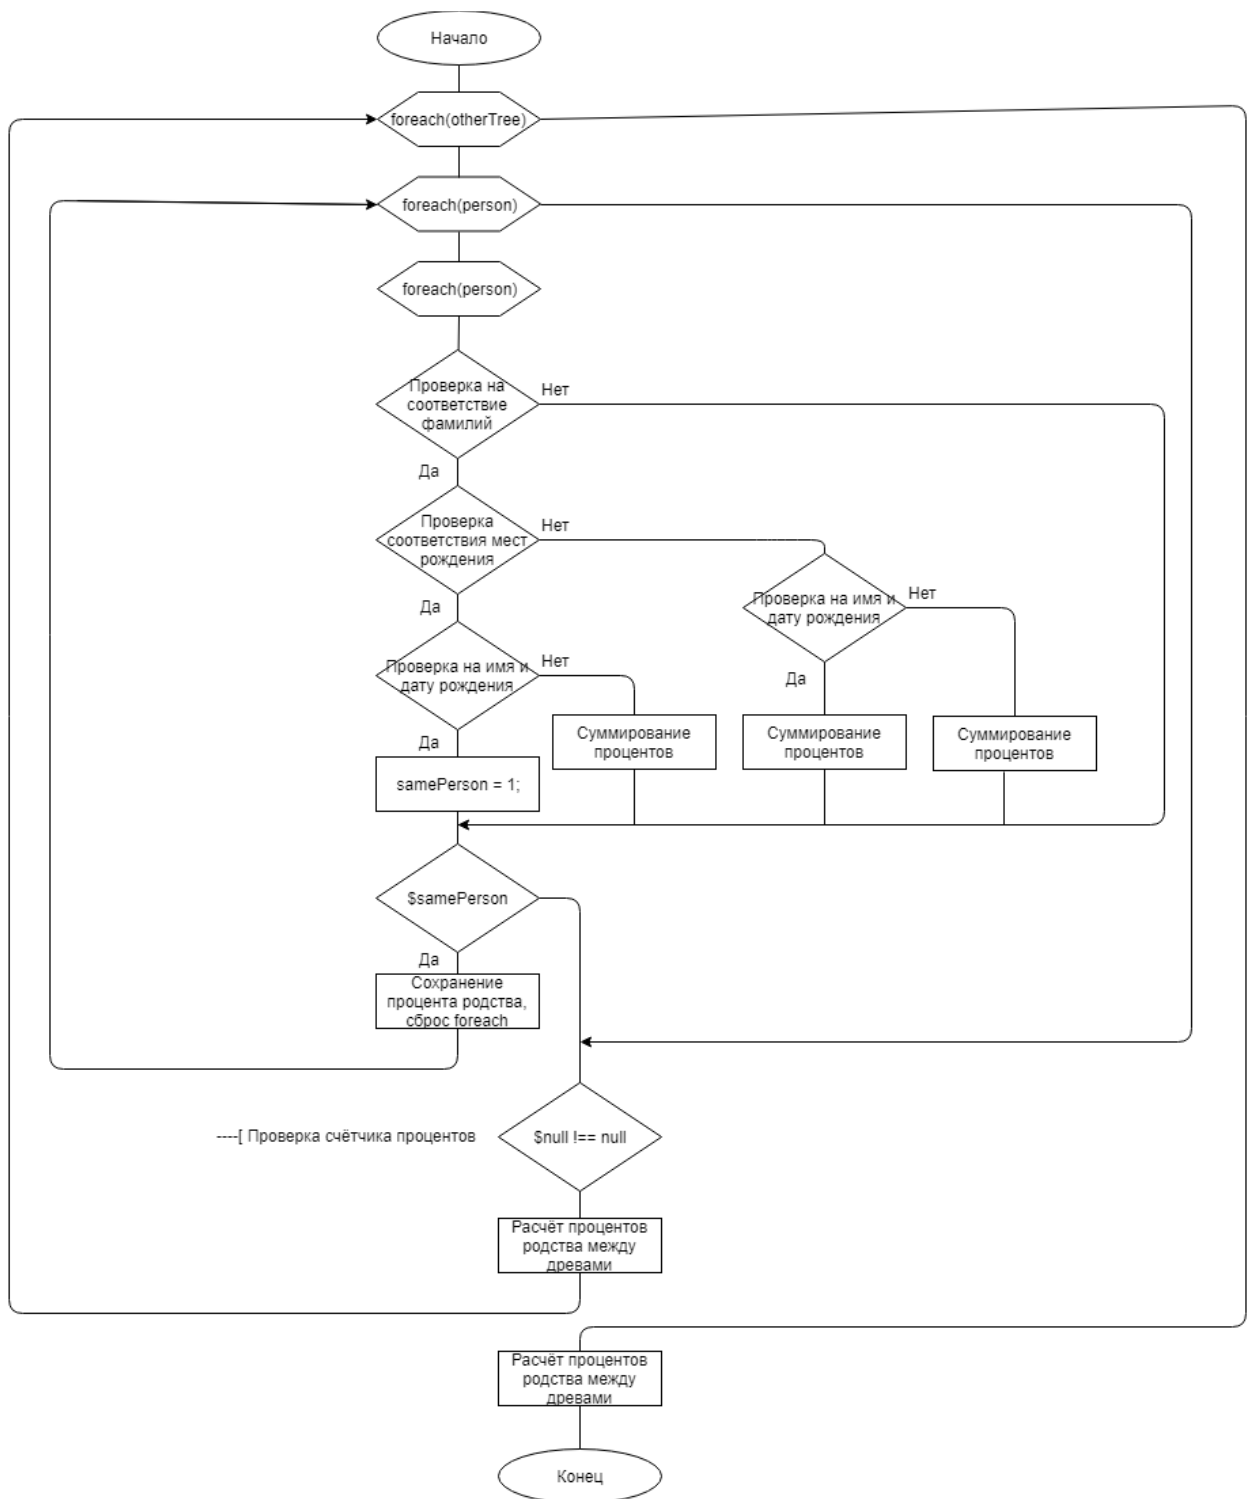 Начало
foreach(otherTree)
foreach(person)
foreach(person)
Проверка на
соответствие
фамилий
Нет
Да
Проверка
соответствия мест
рождения
Нет
Проверка на имя и
дату рождения
Нет
Да
Проверка на имя и
дату рождения
Нет
Да
Да
Суммирование
процентов
Суммирование
процентов
Суммирование
процентов
samePerson = 1;
$samePerson
Да
Сохранение
процента родства,
сброс foreach
----[ Проверка счётчика процентов
$null !== null
Расчёт процентов
родства между
древами
Расчёт процентов
родства между
древами
Конец